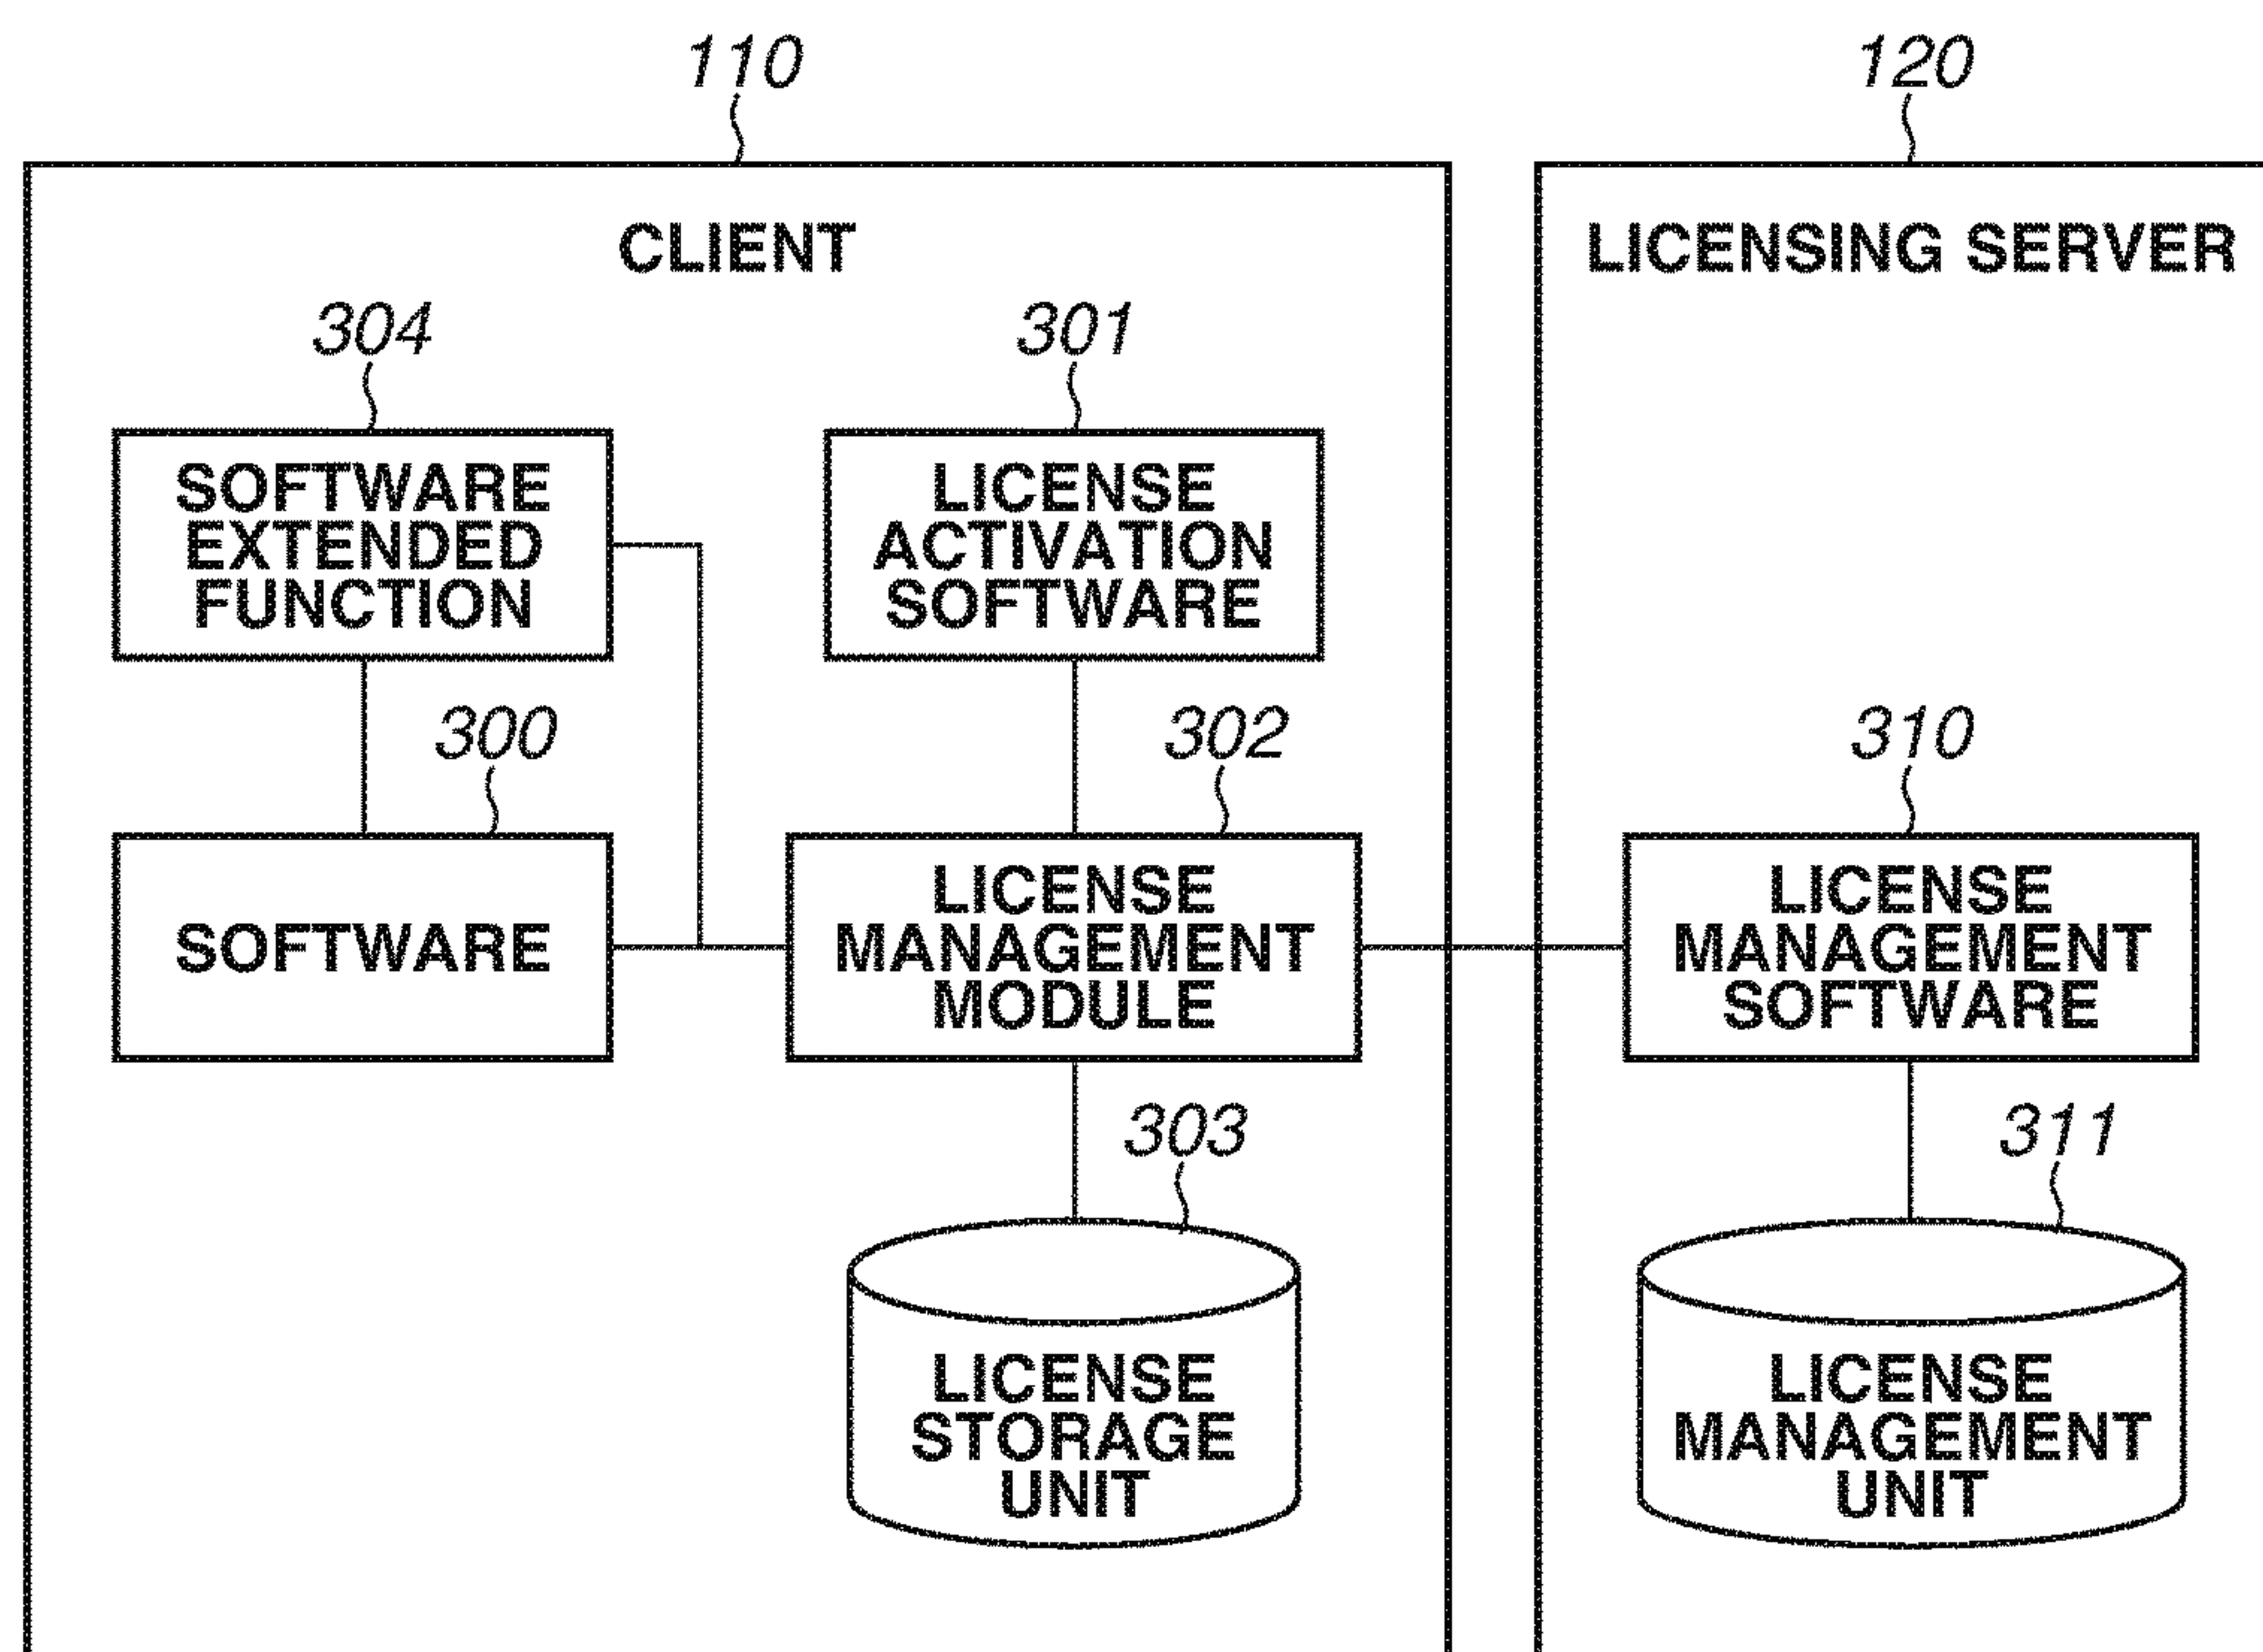 110
120
CLIENT
LICENSING SERVER
304
301
SOFTWARE
EXTENDED
FUNCTION
LICENSE
ACTIVATION
SOFTWARE
300
302
310
SOFTWARE
LICENSE
MANAGEMENT
MODULE
LICENSE
MANAGEMENT
SOFTWARE
303
311
LICENSE
STORAGE
UNIT
LICENSE
MANAGEMENT
UNIT